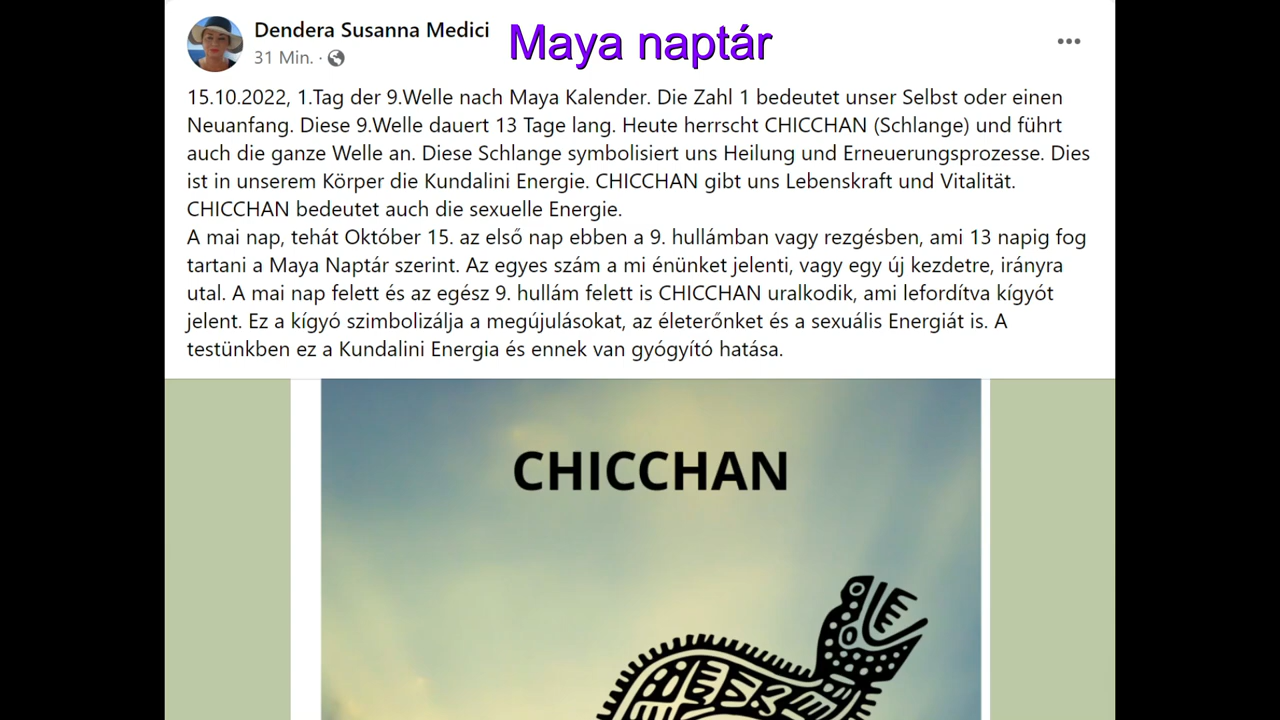 Dendera Susanna Medici
Maya naptár
31 Min. ·
15.10.2022, 1.Tag der 9.Welle nach Maya Kalender. Die Zahl 1 bedeutet unser Selbst oder einen
Neuanfang. Diese 9.Welle dauert 13 Tage lang. Heute herrscht CHICCHAN (Schlange) und führt
auch die ganze Welle an. Diese Schlange symbolisiert uns Heilung und Erneuerungsprozesse. Dies
ist in unserem Körper die Kundalini Energie. CHICCHAN gibt uns Lebenskraft und Vitalität.
CHICCHAN bedeutet auch die sexuelle Energie.
A mai nap, tehát Október 15. az első nap ebben a 9. hullámban vagy rezgésben, ami 13 napig fog
tartani a Maya Naptár szerint. Az egyes szám a mi énünket jelenti, vagy egy új kezdetre, irányra
utal. A mai nap felett és az egész 9. hullám felett is CHICCHAN uralkodik, ami lefordítva kígyót
jelent. Ez a kígyó szimbolizálja a megújulásokat, az életerőnket és a sexuális Energiát is. A
testünkben ez a Kundalini Energia és ennek van gyógyító hatása.
CHICCHAN